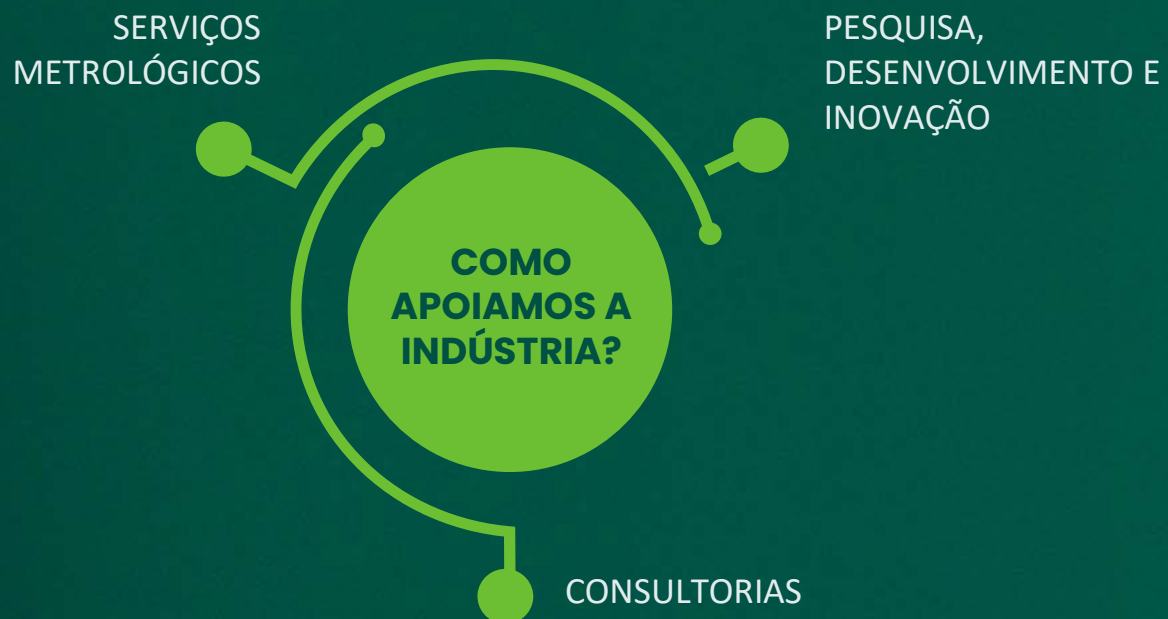 SERVIÇOS
METROLÓGICOS
PESQUISA,
DESENVOLVIMENTO E
INOVAÇÃO
COMO
APOIAMOS A
INDÚSTRIA?
CONSULTORIAS